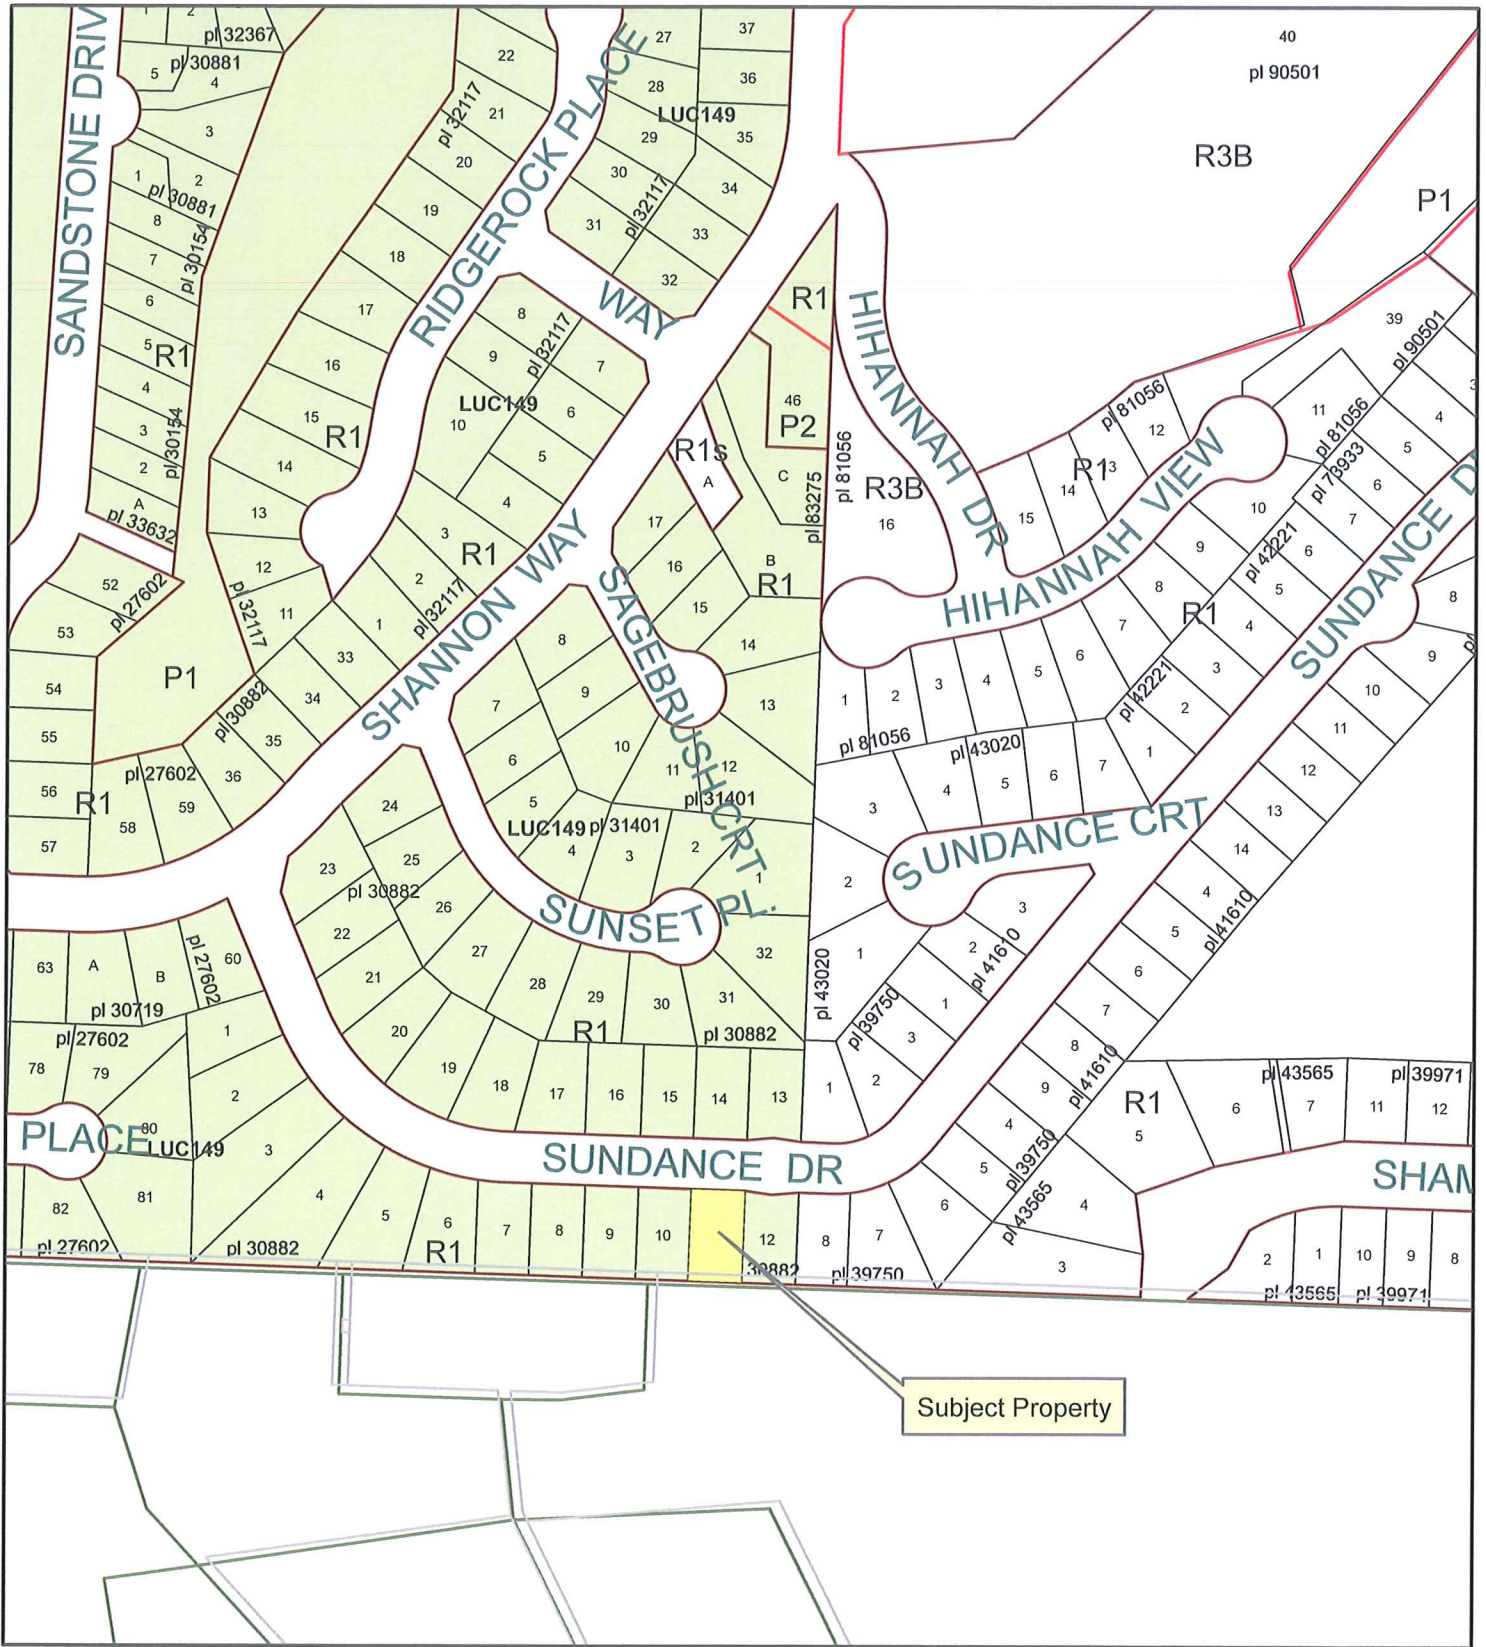 1 2
pl 32367
pl 30881
5
4
3
1 2
pl 30881
SANDSTONE DRIV
8
pl 30154
7
6
5
R1
4
3
pl 30154
2
A
pl 33632
22
pl 32117
21
20
19
18
17
16
15
R1
14
13
12
pl 32117
11
RIDGEROCK PLACE
27
37
28
36
LUC149
29
35
30
34
pl 32117
31
33
32
WAY
8
pl 32117
9
7
LUC149
6
10
5
4
3
R1
2
pl 32117
1
33
34
pl 30882
35
36
SHANNON WAY
52
pl 27602
53
54
P1
55
pl 27602
56
R1
59
58
57
40
pl 90501
R3B
P1
R1
46
P2
R1s
A
C
pl 83275
B
R1
pl 81056
R3B
16
HIHANNAH DR
39
pl 90501
3
pl 81056
12
11
4
pl 81056
13
R1
14
5
15
pl 73933
6
10
7
HIHANNAH VIEW
9
pl 42221
6
8
5
R1
7
4
6
3
5
pl 42221
2
4
1
3
2
1
pl 81056
SUNDANCE D
8
9
10
11
12
13
14
17
16
15
14
13
SAGEBRUSH CRT
8
9
7
10
6
11 12
pl 31401
5
LUC149 pl 31401
4
3
2
1
SUNSET PL.
pl 43020
7
6
5
4
3
SUNDANCE CRT
2
1
pl 43020
3
2
pl 41610
1
pl 39750
3
2
1
4
pl 41610
5
6
7
8
pl 41610
9
4
pl 39750
5
6
24
23
25
pl 30882
26
22
27
21
28
29
R1
30
31
32
pl 30882
20
19
18
17
16
15
14
13
63
A
B
pl 27602
60
pl 30719
pl 27602
1
78
79
2
80
PLACE
LUC149
3
81
82
pl 27602
pl 30882
4
5
6
R1
7
8
9
10
12
30882
SUNDANCE DR
8
7
pl 39750
pl 43565
4
3
R1
5
6
pl 43565
7
11
pl 39971
12
SHAM
2
1
10
9
8
pl 43565
pl 39971
Subject Property